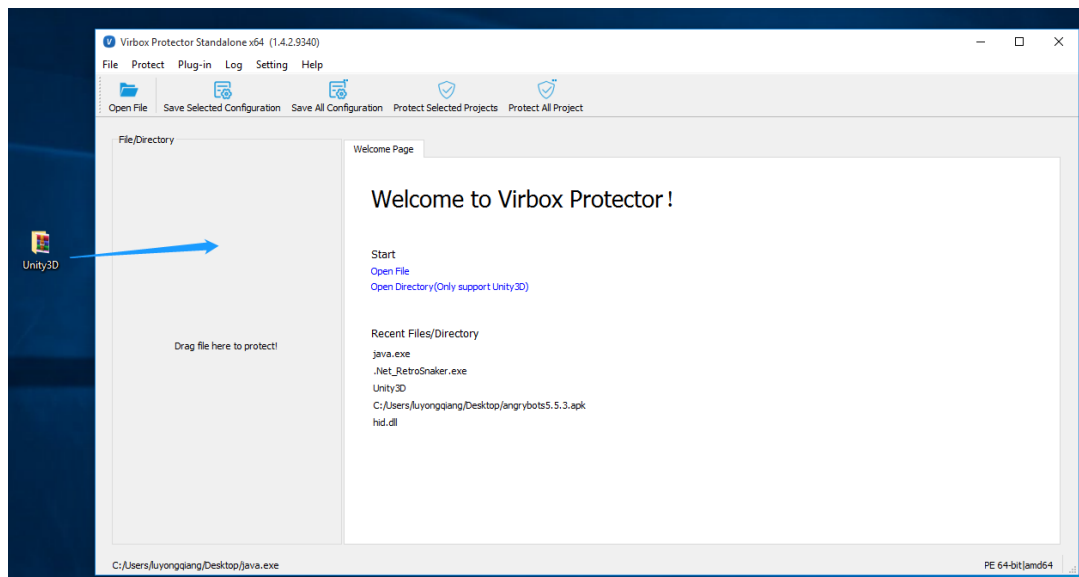 Virbox Protector Standalone x64 (1.4.2.9340)
File Protect Plug-in Log Setting Help
Open File Save Selected Configuration Save All Configuration Protect Selected Projects Protect All Project
File/Directory
Welcome Page
Welcome to Virbox Protector!
Start
Open File
Open Directory(Only support Unity3D)
Unity3D
Recent Files/Directory
Drag file here to protect!
java.exe
.Net_RetroSnaker.exe
Unity3D
C:/Users/luyongqiang/Desktop/angrybots5.5.3.apk
hid.dll
C:/Users/luyongqiang/Desktop/java.exe
PE 64-bit|amd64